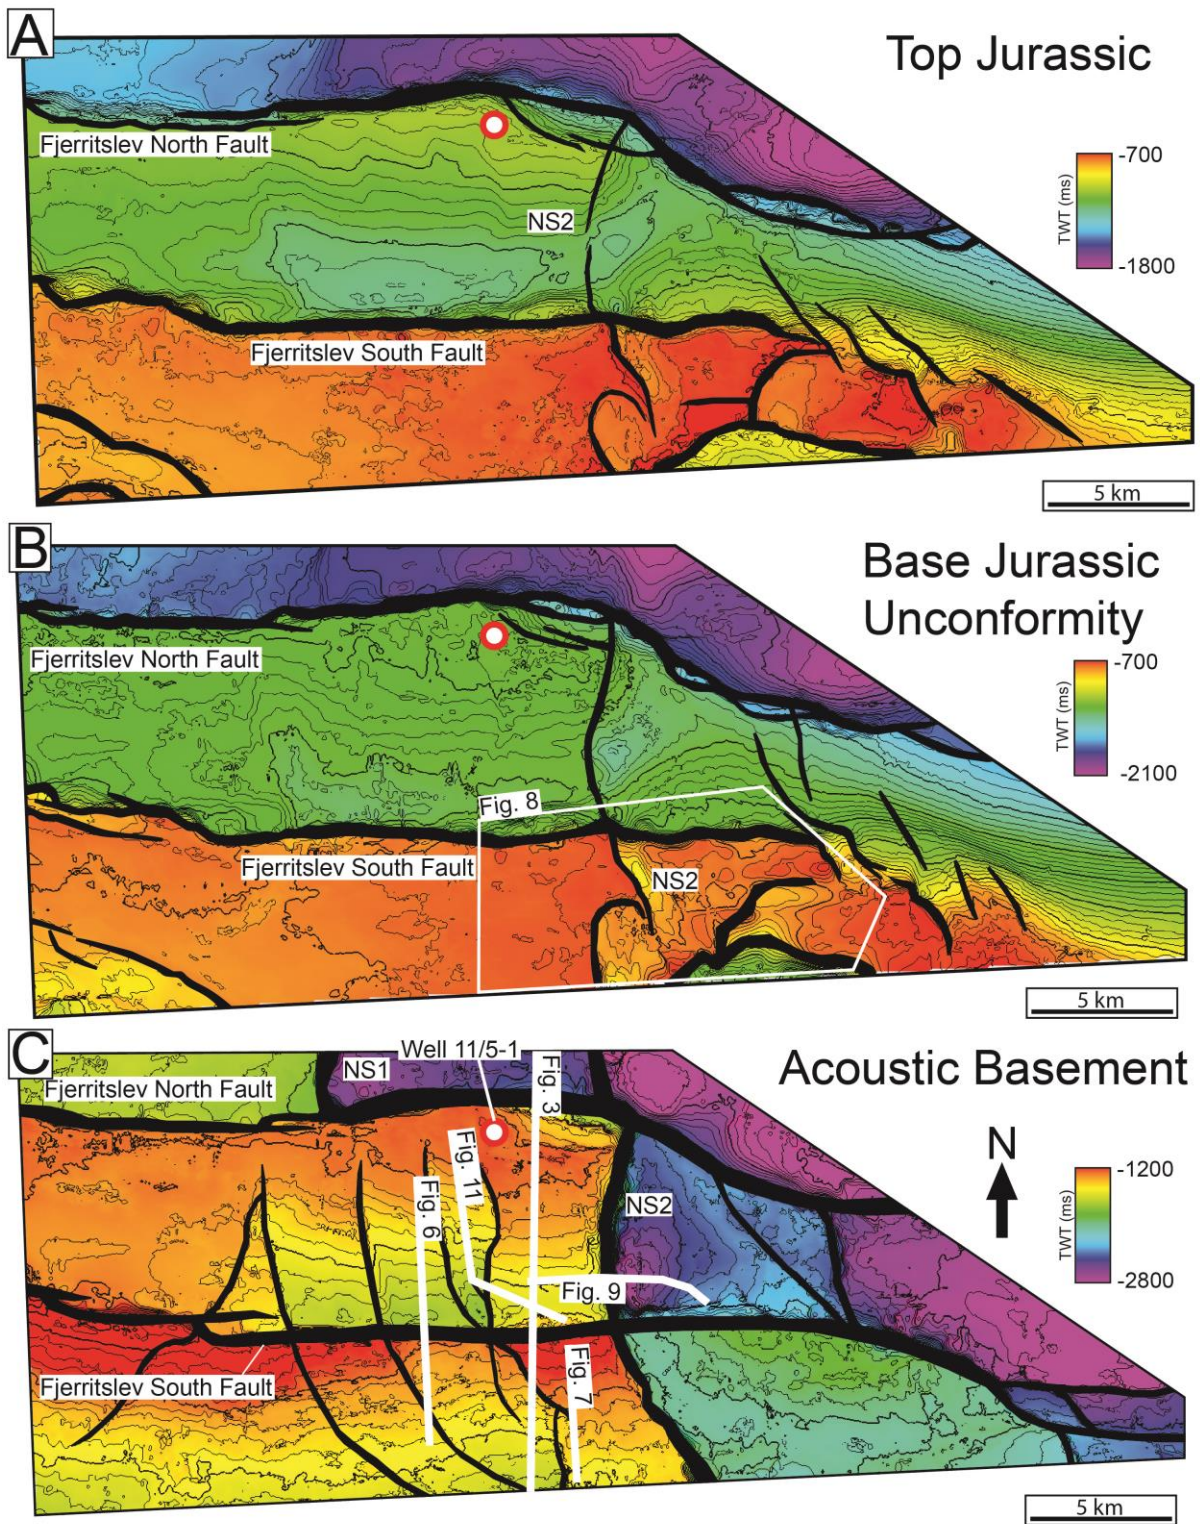 A
Top Jurassic
Fjerritslev North Fault
NS2
Fjerritslev South Fault
TWT (ms)
-700
-1800
5 km
B
Base Jurassic
Unconformity
Fjerritslev North Fault
Fig. 8
Fjerritslev South Fault
NS2
TWT (ms)
-700
-2100
5 km
C
Acoustic Basement
NS1
Well 11/5-1
Fjerritslev North Fault
Fig. 3
Fig. 11
Fig. 6
NS2
Fig. 9
Fig. 7
Fjerritslev South Fault
N
TWT (ms)
-1200
-2800
5 km